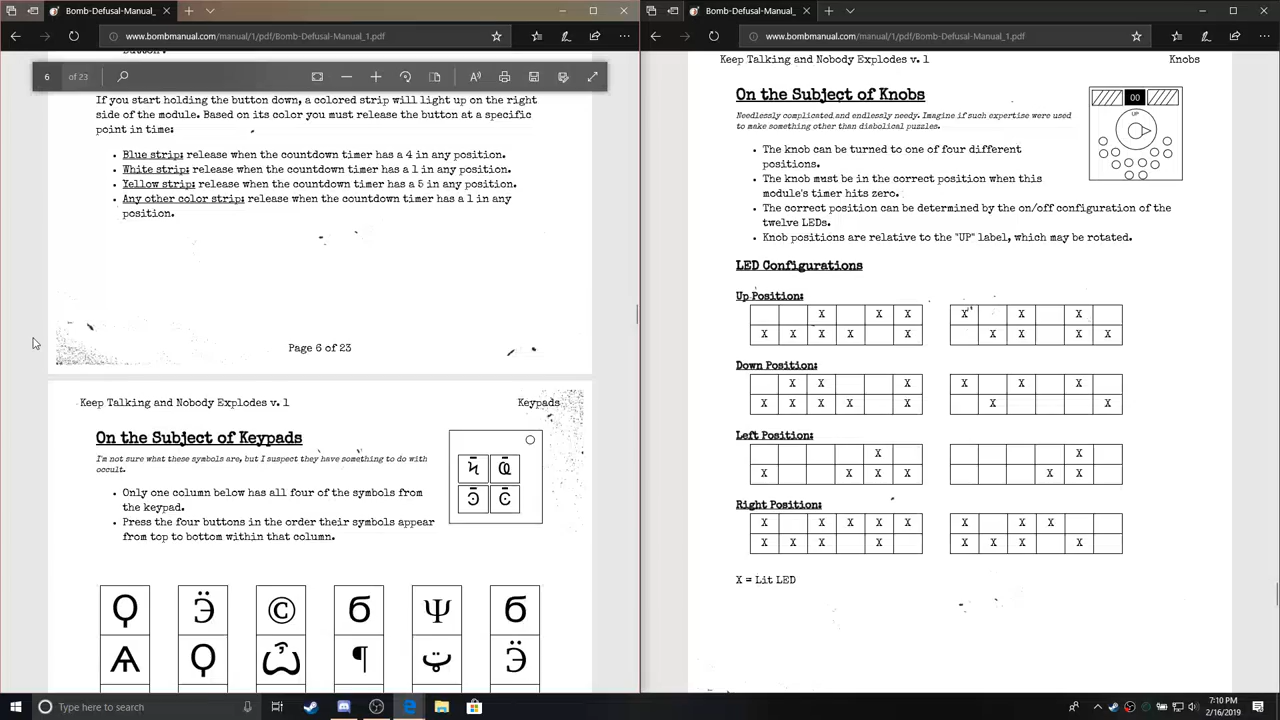 Bomb-Defusal-Manual_1.pdf
www.bombmanual.com/manual/1/pdf/Bomb-Defusal-Manual_1.pdf
button".
6 of 23
If you start holding the button down, a colored strip will light up on the right
side of the module. Based on its color you must release the button at a specific
point in time:
Blue strip: release when the countdown timer has a 4 in any position.
White strip: release when the countdown timer has a 1 in any position.
Yellow strip: release when the countdown timer has a 5 in any position.
Any other color strip: release when the countdown timer has a 1 in any
position.
Page 6 of 23
Keep Talking and Nobody Explodes v. 1
Keypads
On the Subject of Keypads
I'm not sure what these symbols are, but I suspect they have something to do with
occult.
Only one column below has all four of the symbols from
the keypad.
Press the four buttons in the order their symbols appear
from top to bottom within that column.
Ϙ Ӭ © б Ψ б
Ѧ Ϙ Ѽ ¶ ټ Ӭ
Bomb-Defusal-Manual_1.pdf
www.bombmanual.com/manual/1/pdf/Bomb-Defusal-Manual_1.pdf
Keep Talking and Nobody Explodes v. 1
Knobs
On the Subject of Knobs
Needlessly complicated and endlessly needy. Imagine if such expertise were used
to make something other than diabolical puzzles.
00
UP
The knob can be turned to one of four different
positions.
The knob must be in the correct position when this
module's timer hits zero.
The correct position can be determined by the on/off configuration of the
twelve LEDs.
Knob positions are relative to the "UP" label, which may be rotated.
LED Configurations
Up Position:
X X X X X X
X X X X X X X X X
Down Position:
X X X X X X
X X X X X X X
Left Position:
X X
X X X X X X
Right Position:
X X X X X X X X
X X X X X X X X
X = Lit LED
Type here to search
7:10 PM
2/16/2019